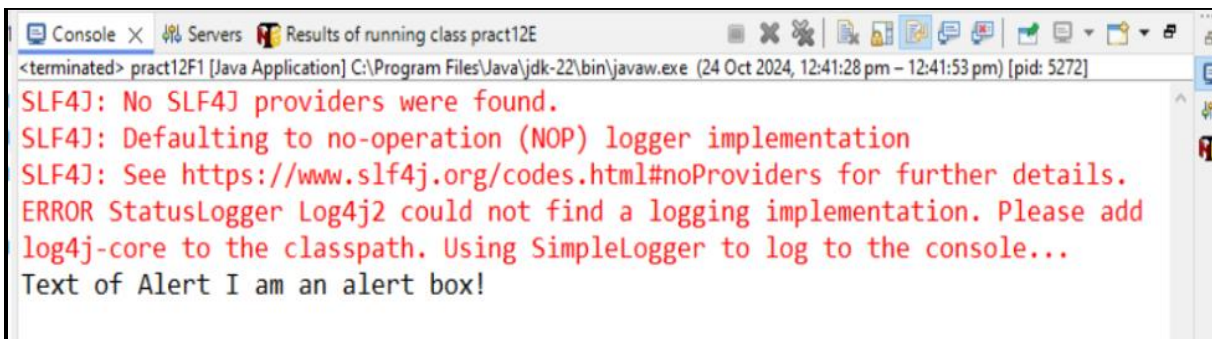 Console Servers Results of running class pract12E
<terminated> pract12F1 [Java Application] C:\Program Files\Java\jdk-22\bin\javaw.exe (24 Oct 2024, 12:41:28 pm – 12:41:53 pm) [pid: 5272]
SLF4J: No SLF4J providers were found.
SLF4J: Defaulting to no-operation (NOP) logger implementation
SLF4J: See https://www.slf4j.org/codes.html#noProviders for further details.
ERROR StatusLogger Log4j2 could not find a logging implementation. Please add
log4j-core to the classpath. Using SimpleLogger to log to the console...
Text of Alert I am an alert box!